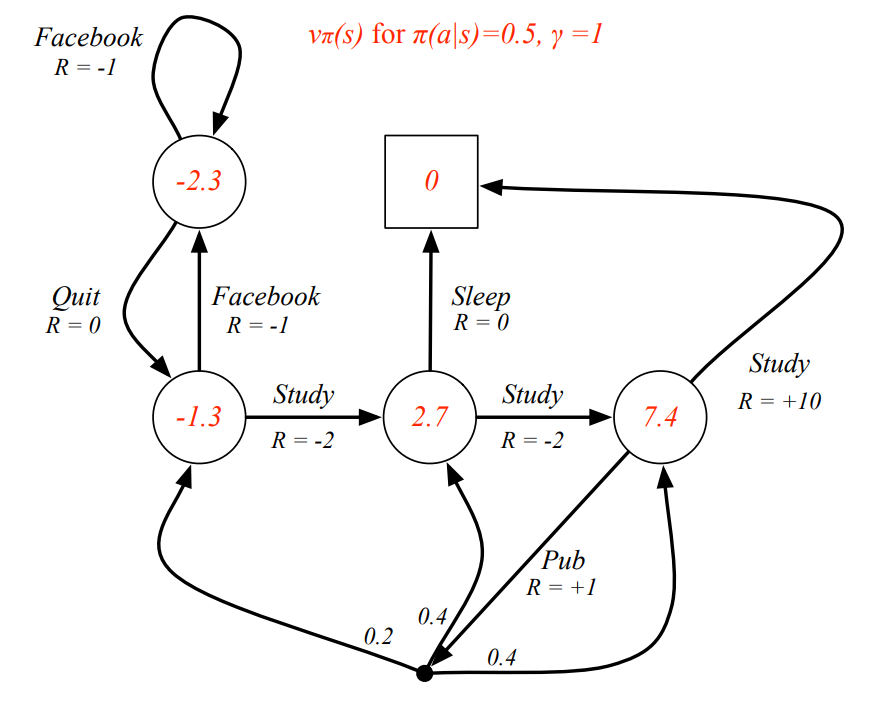 vπ(s) for π(a|s)=0.5, γ =1
Facebook
R = -1
-2.3
0
Quit
R = 0
Facebook
R = -1
Sleep
R = 0
Study
R = +10
-1.3
Study
R = -2
2.7
Study
R = -2
7.4
Pub
R = +1
0.2
0.4
0.4